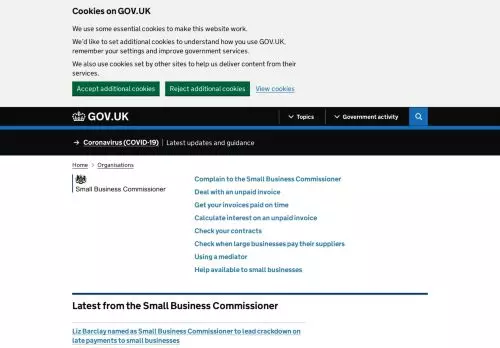 Cookies on GOV.UK
We use some essential cookies to make this website work.
We'd like to set additional cookies to understand how you use GOV.UK,
remember your settings and improve government services.
We also use cookies set by other sites to help us deliver content from their
services.
Accept additional cookies Reject additional cookies View cookies
GOV.UK Topics Government activity
→ Coronavirus (COVID-19) Latest updates and guidance
Home > Organisations
Small Business Commissioner
Complain to the Small Business Commissioner
Deal with an unpaid invoice
Get your invoices paid on time
Calculate interest on an unpaid invoice
Check your contracts
Check when large businesses pay their suppliers
Using a mediator
Help available to small businesses
Latest from the Small Business Commissioner
Liz Barclay named as Small Business Commissioner to lead crackdown on
late payments to small businesses